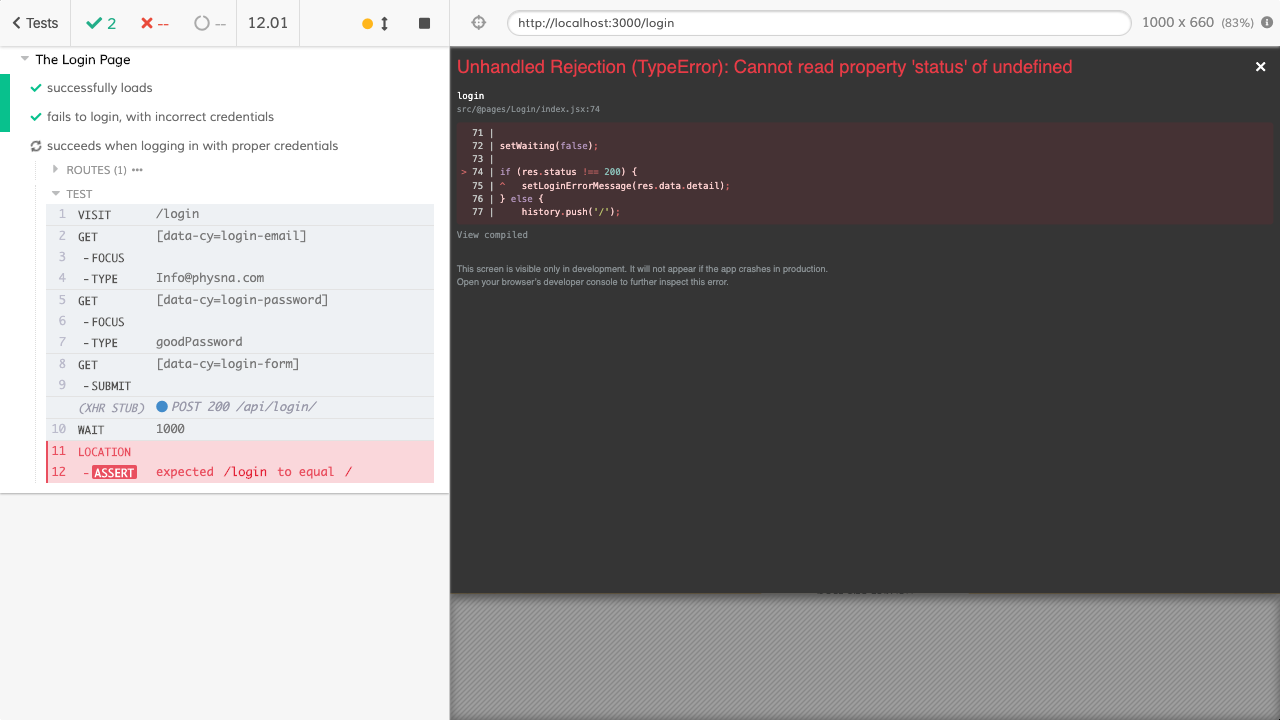 Tests
2
--
--
12.01
http://localhost:3000/login
1000 x 660 (83%)
The Login Page
successfully loads
fails to login, with incorrect credentials
succeeds when logging in with proper credentials
ROUTES (1)
TEST
1 VISIT /login
2 GET [data-cy=login-email]
3 -FOCUS
4 -TYPE Info@physna.com
5 GET [data-cy=login-password]
6 -FOCUS
7 -TYPE goodPassword
8 GET [data-cy=login-form]
9 -SUBMIT
(XHR STUB) POST 200 /api/login/
10 WAIT 1000
11 LOCATION
12 -ASSERT expected /login to equal /
Unhandled Rejection (TypeError): Cannot read property 'status' of undefined
login
src/@pages/Login/index.jsx:74
71 |
72 | setWaiting(false);
73 |
> 74 | if (res.status !== 200) {
75 | ^ setLoginErrorMessage(res.data.detail);
76 | } else {
77 | history.push('/');
View compiled
This screen is visible only in development. It will not appear if the app crashes in production.
Open your browser's developer console to further inspect this error.